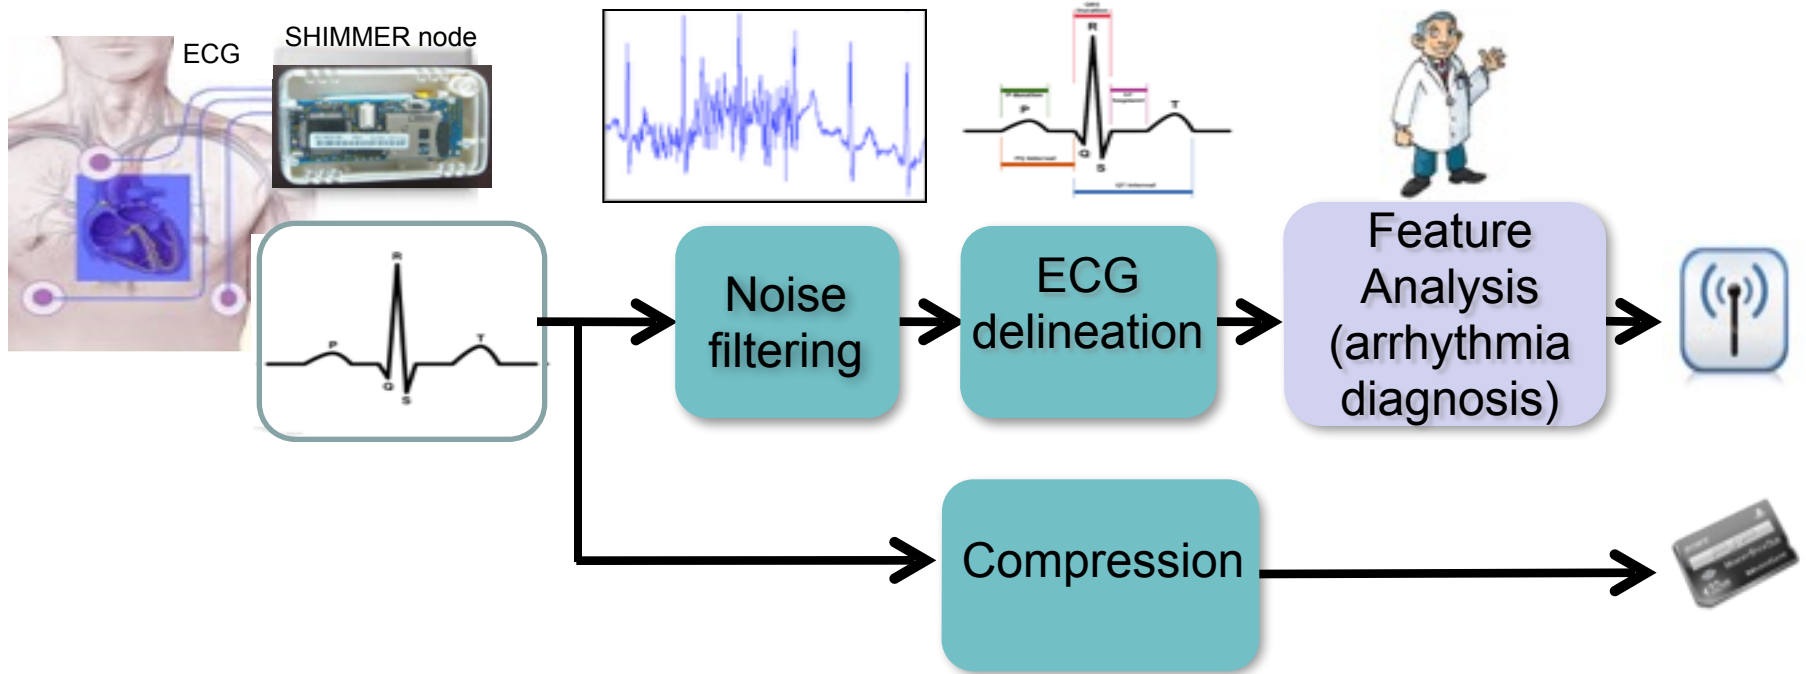 ECG
SHIMMER node
R
P
T
Q
S
R
P
T
Q
S
Noise
filtering
ECG
delineation
Feature
Analysis
(arrhythmia
diagnosis)
Compression